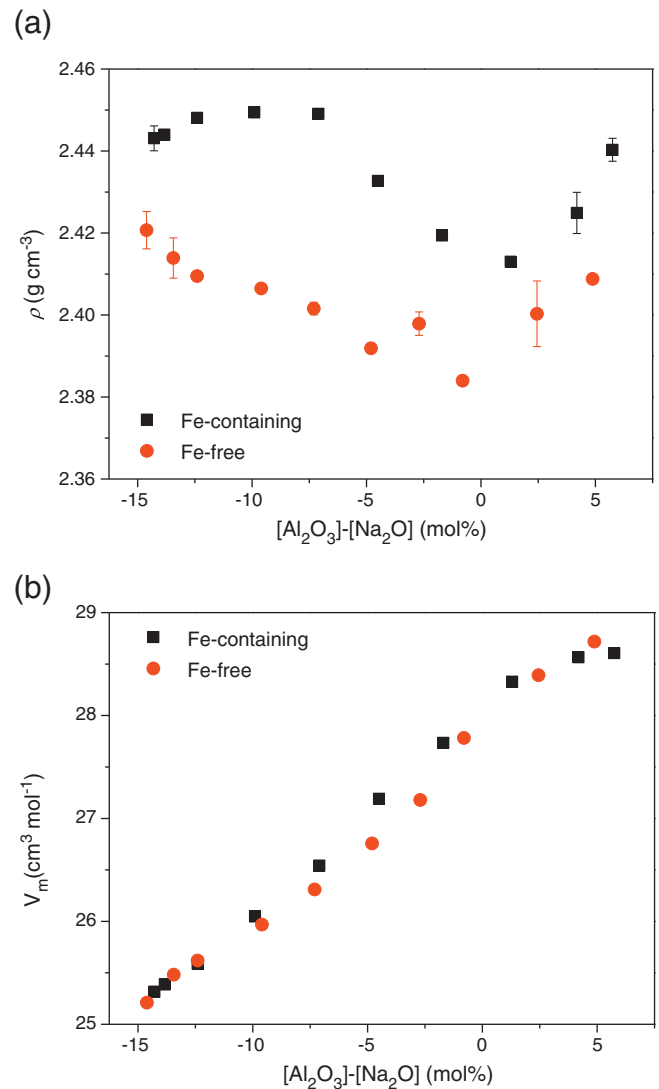 (a)
2.46
2.44
2.42
2.40
2.38
2.36
ρ (g cm⁻³)
Fe-containing
Fe-free
-15
-10
-5
0
5
[Al₂O₃]-[Na₂O] (mol%)
(b)
29
28
27
26
25
Vₘ(cm³ mol⁻¹)
Fe-containing
Fe-free
-15
-10
-5
0
5
[Al₂O₃]-[Na₂O] (mol%)